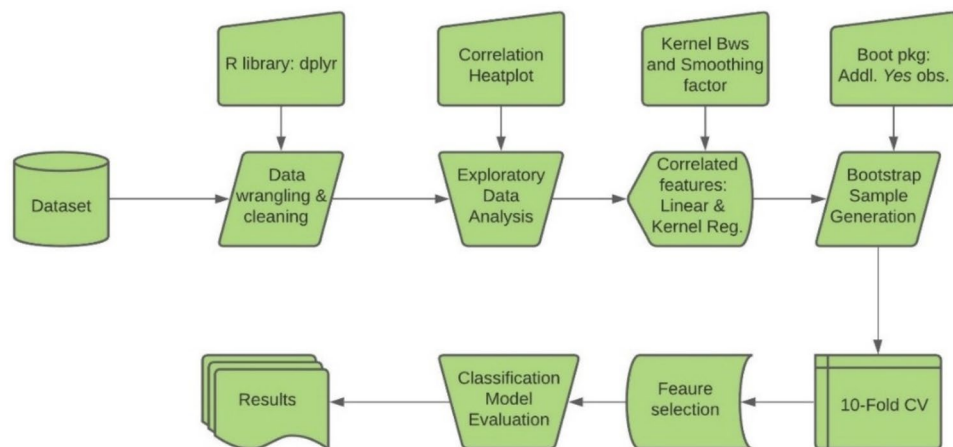 R library: dplyr
Correlation
Heatplot
Kernel Bws
and Smoothing
factor
Boot pkg:
Addl. Yes obs.
Dataset
Data
wrangling &
cleaning
Exploratory
Data
Analysis
Correlated
features:
Linear &
Kernel Reg.
Bootstrap
Sample
Generation
Results
Classification
Model
Evaluation
Feaure
selection
10-Fold CV